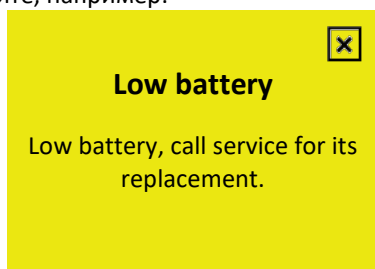 например:
Low battery
Low battery, call service for its
replacement.